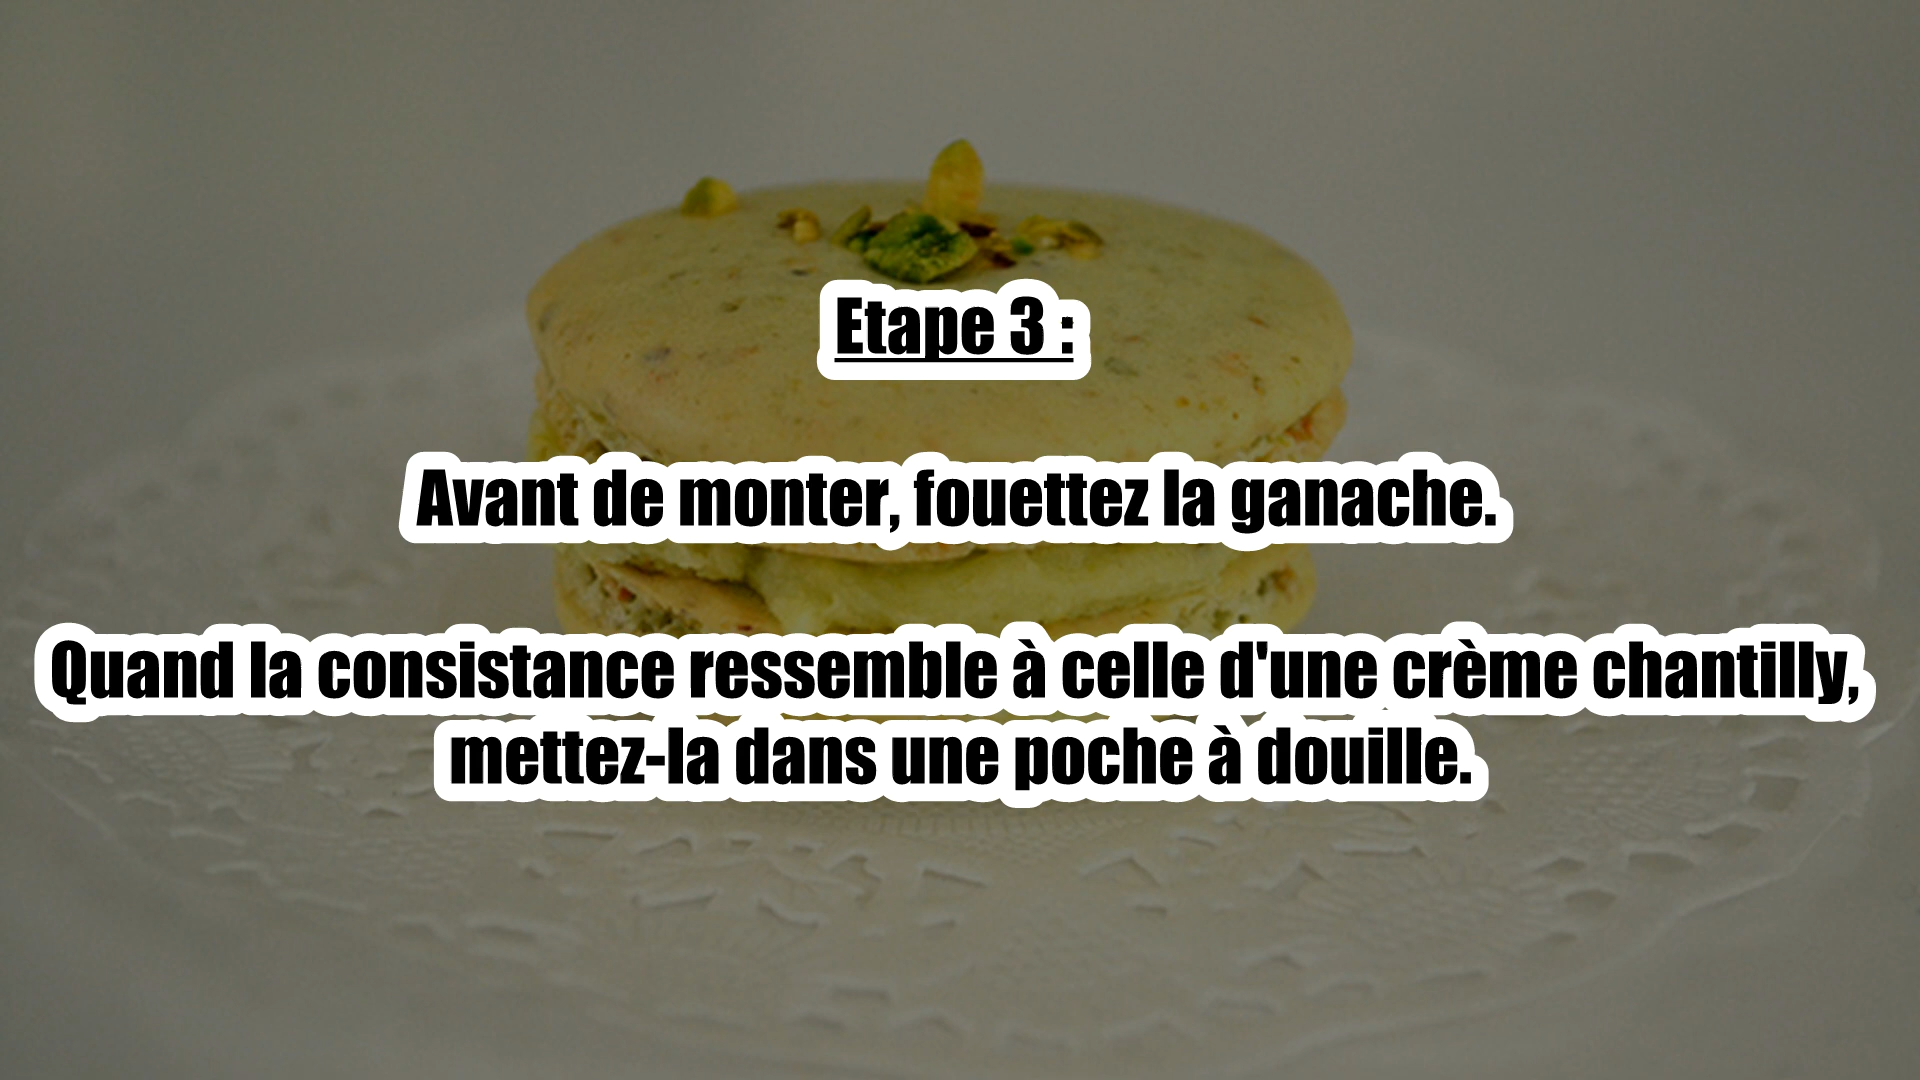 Etape 3 :
Avant de monter, fouettez la ganache.
Quand la consistance ressemble à celle d'une crème chantilly,
mettez-la dans une poche à douille.